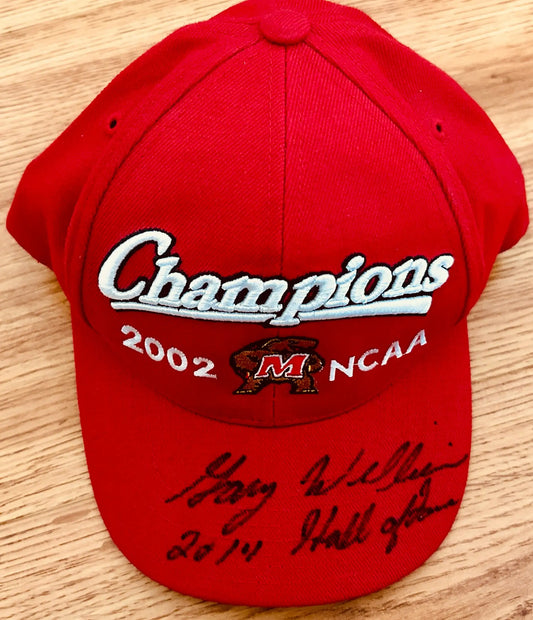 Champions
2002 M NCAA
Gary Williams
2014 Hall of Fame